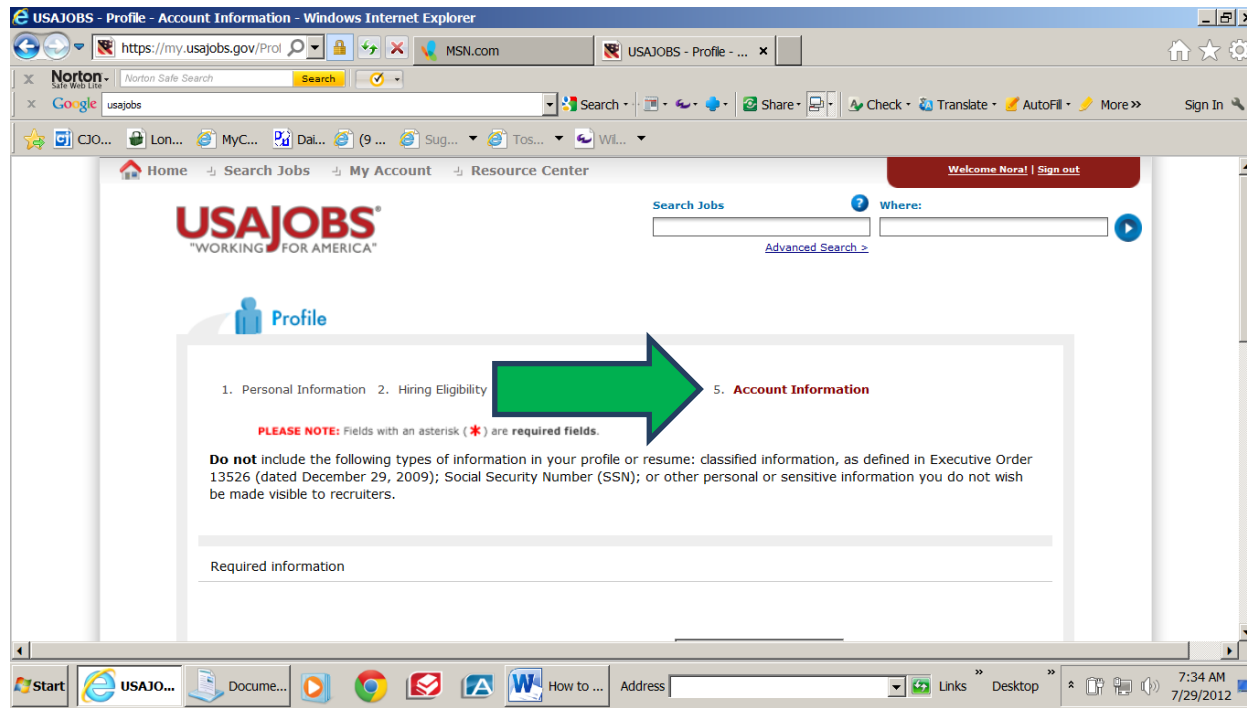 USAJOBS - Profile - Account Information - Windows Internet Explorer
https://my.usajobs.gov/Prof MSN.com USAJOBS - Profile - ...
x Norton Safe Web Lite Norton Safe Search Search
x Google usajobs Search Share Check Translate AutoFill More » Sign In
CJO... Lon... MyC... Dai... (9 ... Sug... Tos... Wil...
Home Search Jobs My Account Resource Center Welcome Nora! | Sign out
Search Jobs ? Where:
USAJOBS®
"WORKING FOR AMERICA"
Advanced Search >
Profile
1. Personal Information 2. Hiring Eligibility 5. Account Information
PLEASE NOTE: Fields with an asterisk (*) are required fields.
Do not include the following types of information in your profile or resume: classified information, as defined in Executive Order
13526 (dated December 29, 2009); Social Security Number (SSN); or other personal or sensitive information you do not wish
be made visible to recruiters.
Required information
Start USAJO... Docume... How to ... Address Links » Desktop » 7:34 AM
7/29/2012